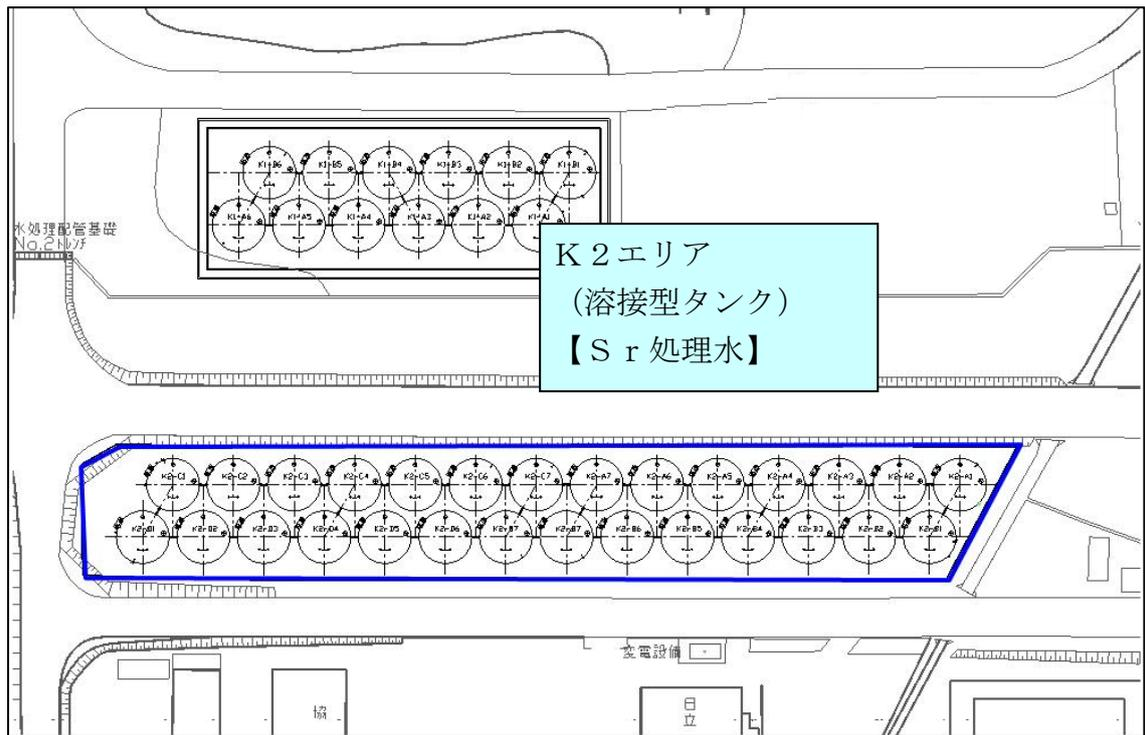 K1-B6 K1-B5 K1-B4 K1-B3 K1-B2 K1-B1
K1-A6 K1-A5 K1-A4 K1-A3 K1-A2 K1-A1
水処理配管基礎
No.2トレンチ
K2エリア
(溶接型タンク)
【Sr処理水】
K2-C1 K2-C2 K2-C3 K2-C4 K2-C5 K2-C6 K2-C7 K2-A7 K2-A6 K2-A5 K2-A4 K2-A3 K2-A2 K2-A1
K2-D1 K2-D2 K2-D3 K2-D4 K2-D5 K2-D6 K2-D7 K2-B7 K2-B6 K2-B5 K2-B4 K2-B3 K2-B2 K2-B1
変電設備
協
日立